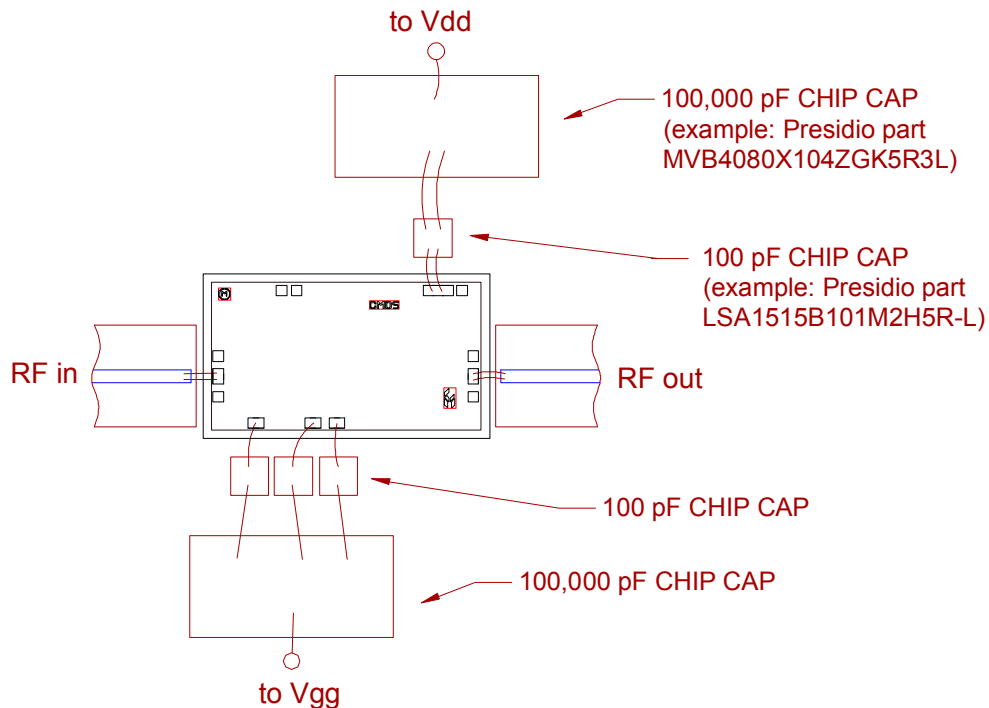 to Vdd
100,000 pF CHIP CAP
(example: Presidio part
MVB4080X104ZGK5R3L)
100 pF CHIP CAP
(example: Presidio part
LSA1515B101M2H5R-L)
CMDS
RF in
RF out
100 pF CHIP CAP
100,000 pF CHIP CAP
to Vgg